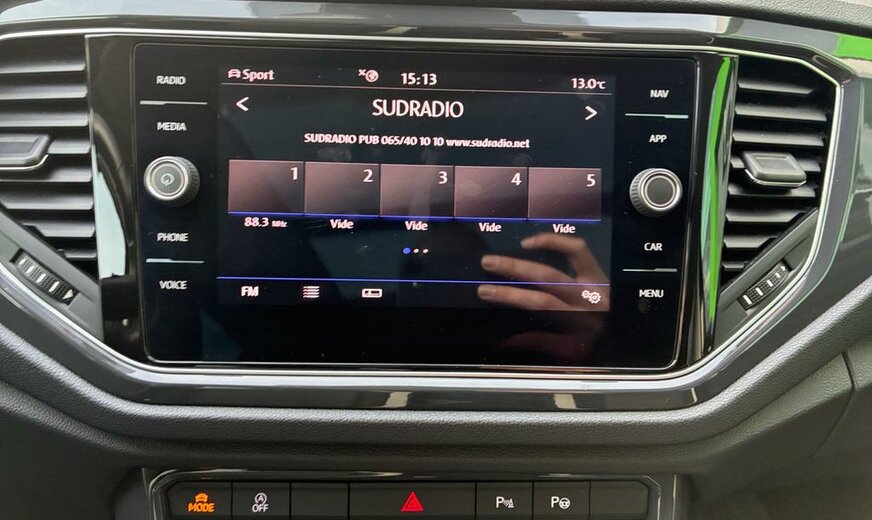 RADIO
MEDIA
PHONE
VOICE
Sport
15:13
13.0°C
SUDRADIO
SUDRADIO PUB 065/40 10 10 www.sudradio.net
1 2 3 4 5
88.3 MHz Vide Vide Vide Vide
FM
NAV
APP
CAR
MENU
MODE
OFF
P
P